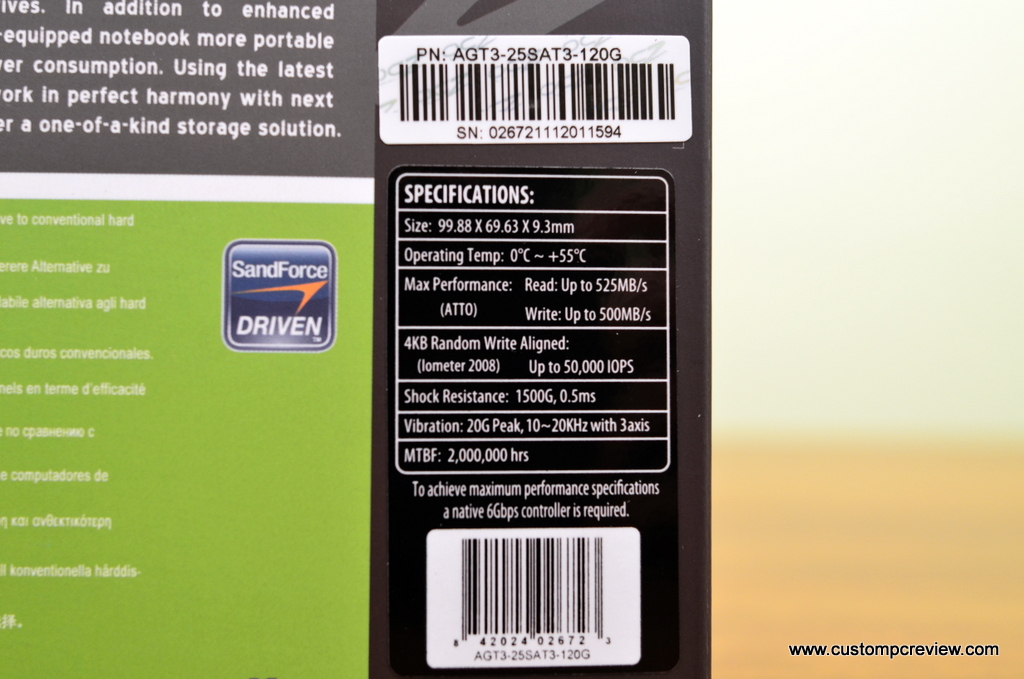 ives. In addition to enhanced
-equipped notebook more portable
er consumption. Using the latest
ork in perfect harmony with next
er a one-of-a-kind storage solution.
ve to conventional hard
erere Alternative zu
labile alternativa agli hard
cos duros convencionales.
nels en terme d'efficacité
е по сравнению с
e computadores de
η και ανθεκτικότερη
ll konventionella hårddis-
择。
SandForce
DRIVEN™
PN: AGT3-25SAT3-120G
SN: 026721112011594
SPECIFICATIONS:
Size: 99.88 X 69.63 X 9.3mm
Operating Temp: 0°C ~ +55°C
Max Performance: Read: Up to 525MB/s
(ATTO) Write: Up to 500MB/s
4KB Random Write Aligned:
(Iometer 2008) Up to 50,000 IOPS
Shock Resistance: 1500G, 0.5ms
Vibration: 20G Peak, 10~20KHz with 3axis
MTBF: 2,000,000 hrs
To achieve maximum performance specifications
a native 6Gbps controller is required.
8 42024 02672 3
AGT3-25SAT3-120G
www.custompcreview.com